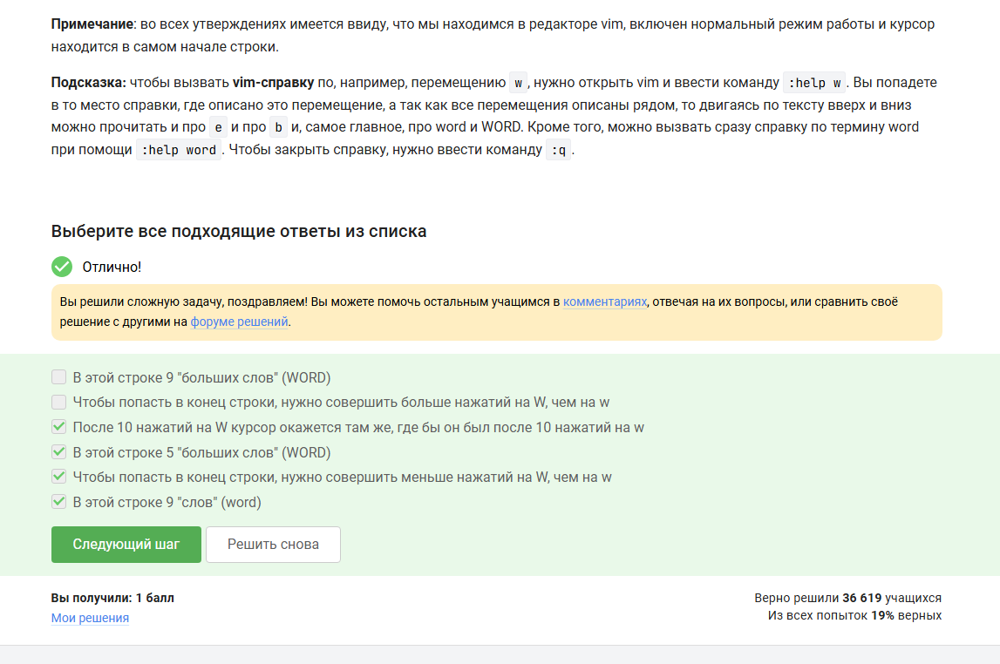 Примечание: во всех утверждениях имеется ввиду, что мы находимся в редакторе vim, включен нормальный режим работы и курсор
находится в самом начале строки.
Подсказка: чтобы вызвать vim-справку по, например, перемещению w, нужно открыть vim и ввести команду :help w. Вы попадете
в то место справки, где описано это перемещение, а так как все перемещения описаны рядом, то двигаясь по тексту вверх и вниз
можно прочитать и про e и про b и, самое главное, про word и WORD. Кроме того, можно вызвать сразу справку по термину word
при помощи :help word. Чтобы закрыть справку, нужно ввести команду :q.
Выберите все подходящие ответы из списка
Отлично!
Вы решили сложную задачу, поздравляем! Вы можете помочь остальным учащимся в комментариях, отвечая на их вопросы, или сравнить своё
решение с другими на форуме решений.
В этой строке 9 "больших слов" (WORD)
Чтобы попасть в конец строки, нужно совершить больше нажатий на W, чем на w
После 10 нажатий на W курсор окажется там же, где бы он был после 10 нажатий на w
В этой строке 5 "больших слов" (WORD)
Чтобы попасть в конец строки, нужно совершить меньше нажатий на W, чем на w
В этой строке 9 "слов" (word)
Следующий шаг Решить снова
Вы получили: 1 балл
Мои решения
Верно решили 36 619 учащихся
Из всех попыток 19% верных